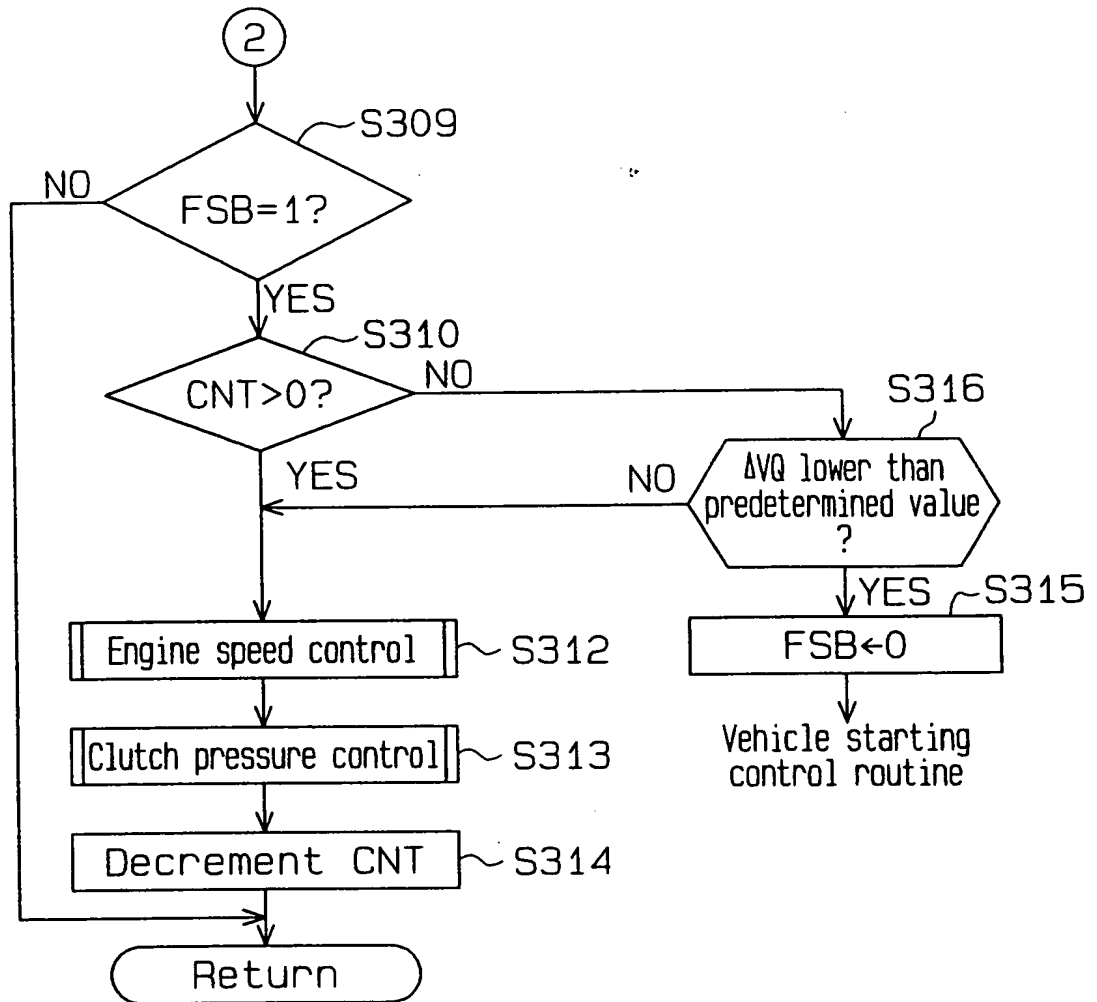 2
S309
NO
FSB=1?
YES
S310
CNT>0?
NO
S316
YES
NO
ΔVQ lower than
predetermined value
?
YES
S315
FSB←0
Engine speed control
S312
Vehicle starting
control routine
Clutch pressure control
S313
Decrement CNT
S314
Return